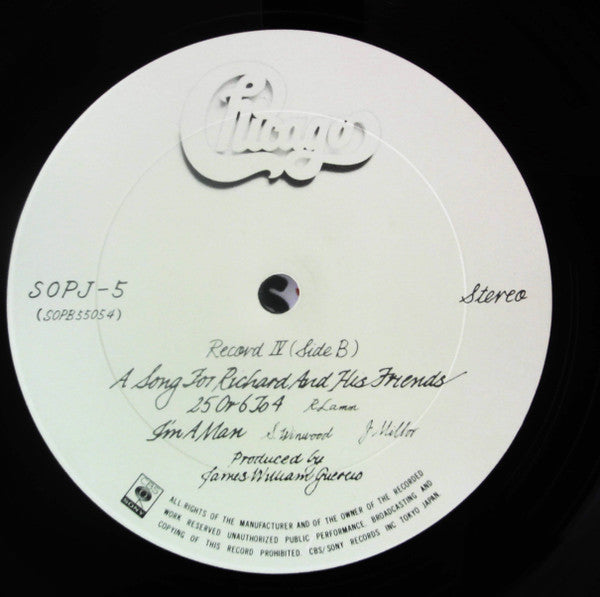 Chicago
SOPJ-5
(SOPB55054)
Stereo
Record IV (Side B)
A Song For Richard And His Friends
25 Or 6 To 4 R Lamm
I'm A Man S. Winwood J. Millor
Produced by
James William Guercio
CBS
SONY
ALL RIGHTS OF THE MANUFACTURER AND OF THE OWNER OF THE RECORDED
WORK RESERVED UNAUTHORIZED PUBLIC PERFORMANCE. BROADCASTING AND
COPYING OF THIS RECORD PROHIBITED. CBS/SONY RECORDS INC TOKYO JAPAN.